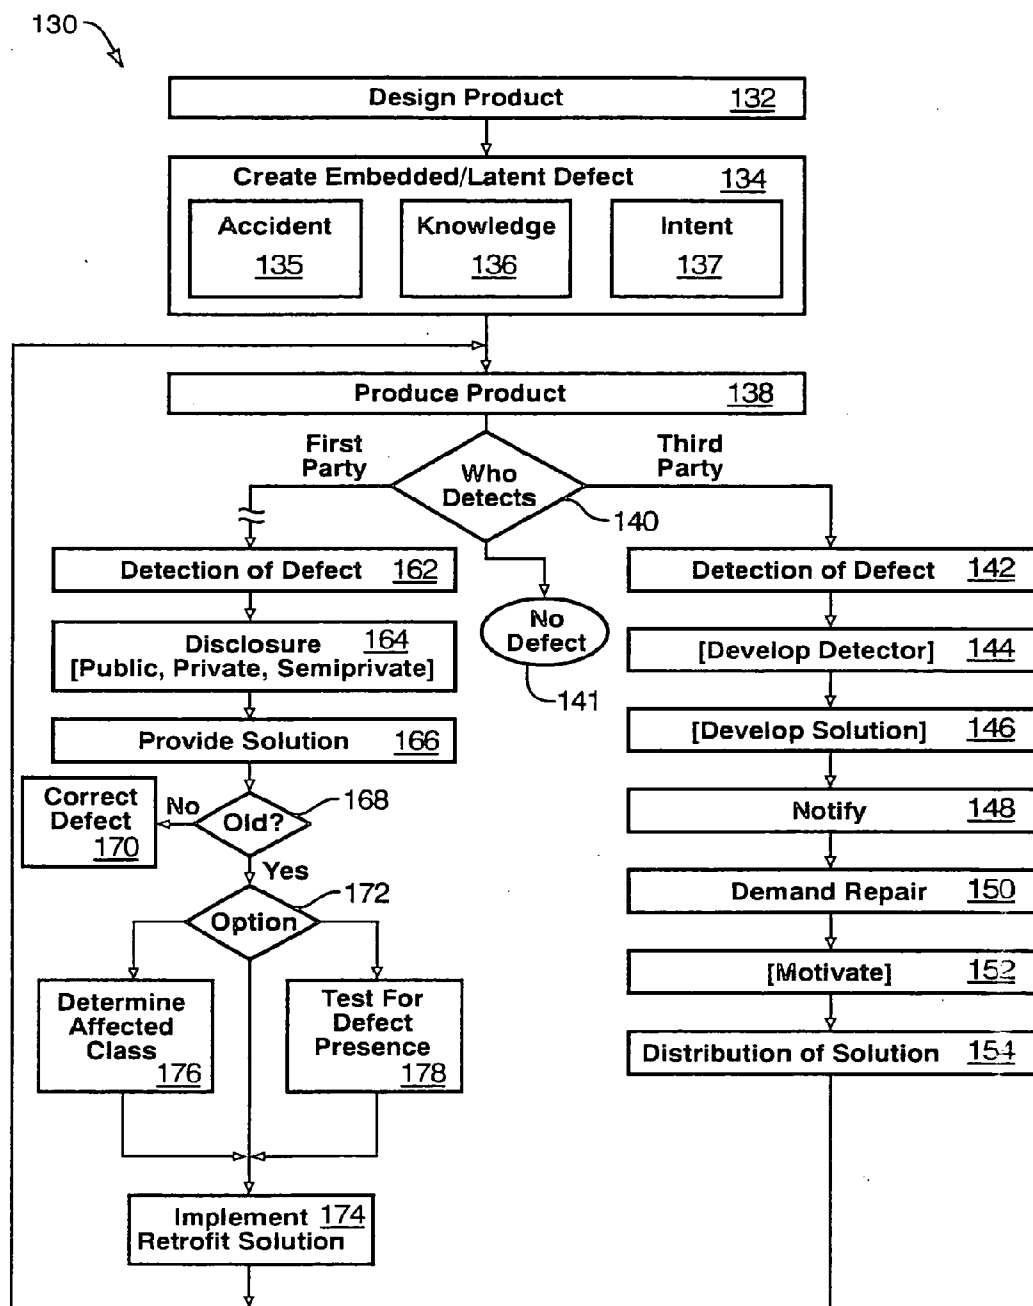 130
Design Product 132
Create Embedded/Latent Defect 134
Accident
135
Knowledge
136
Intent
137
Produce Product 138
First
Party
Third
Party
Who
Detects
140
Detection of Defect 162
No
Defect
141
Detection of Defect 142
Disclosure 164
[Public, Private, Semiprivate]
[Develop Detector] 144
Provide Solution 166
[Develop Solution] 146
Correct
Defect
170
No
Old?
168
Notify 148
Yes
Option
172
Demand Repair 150
[Motivate] 152
Determine
Affected
Class
176
Test For
Defect
Presence
178
Distribution of Solution 154
Implement 174
Retrofit Solution